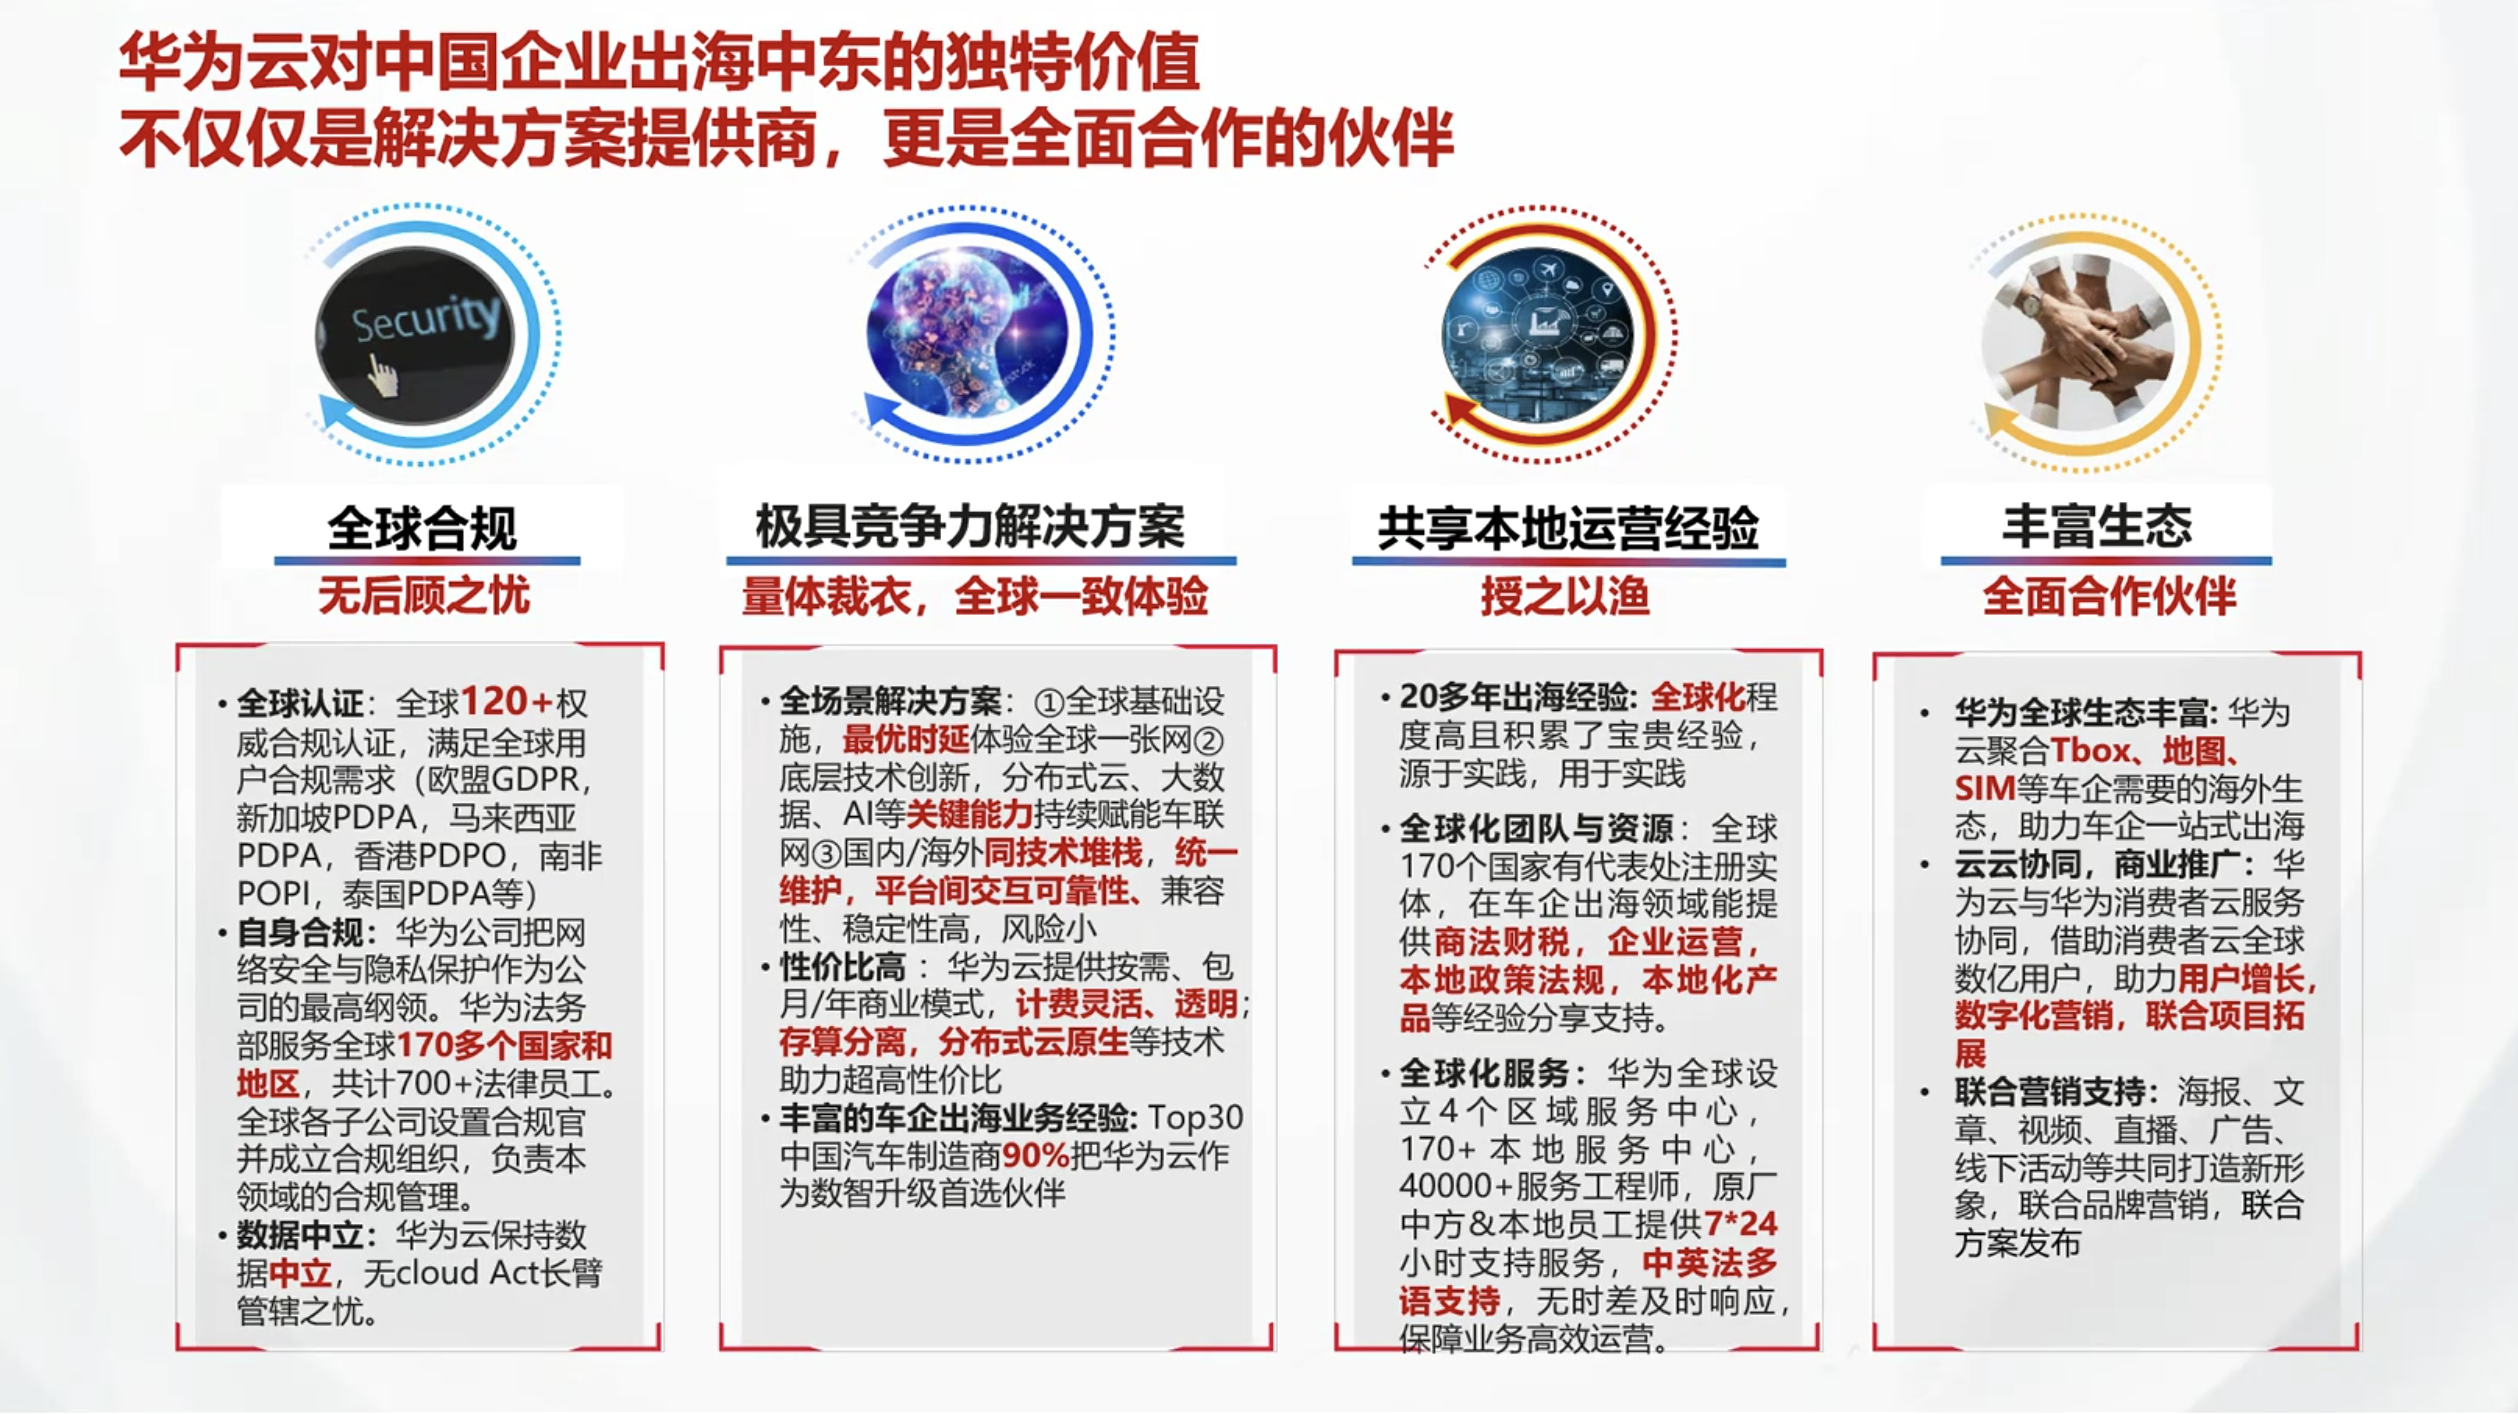 华为云对中国企业出海中东的独特价值
不仅仅是解决方案提供商，更是全面合作的伙伴
Security
全球合规
无后顾之忧
• 全球认证：全球120+权
威合规认证，满足全球用
户合规需求（欧盟GDPR，
新加坡PDPA，马来西亚
PDPA，香港PDPO，南非
POPI，泰国PDPA等）
• 自身合规：华为公司把网
络安全与隐私保护作为公
司的最高纲领。华为法务
部服务全球170多个国家和
地区，共计700+法律员工。
全球各子公司设置合规官
并成立合规组织，负责本
领域的合规管理。
• 数据中立：华为云保持数
据中立，无cloud Act长臂
管辖之忧。
极具竞争力解决方案
量体裁衣，全球一致体验
• 全场景解决方案：①全球基础设
施，最优时延体验全球一张网②
底层技术创新，分布式云、大数
据、AI等关键能力持续赋能车联
网③国内/海外同技术堆栈，统一
维护，平台间交互可靠性、兼容
性、稳定性高，风险小
• 性价比高 ：华为云提供按需、包
月/年商业模式，计费灵活、透明；
存算分离，分布式云原生等技术
助力超高性价比
• 丰富的车企出海业务经验: Top30
中国汽车制造商90%把华为云作
为数智升级首选伙伴
共享本地运营经验
授之以渔
• 20多年出海经验: 全球化程
度高且积累了宝贵经验，
源于实践，用于实践
• 全球化团队与资源：全球
170个国家有代表处注册实
体，在车企出海领域能提
供商法财税，企业运营，
本地政策法规，本地化产
品等经验分享支持。
• 全球化服务：华为全球设
立4个区域服务中心，
170+本地服务中心，
40000+服务工程师，原厂
中方&本地员工提供7*24
小时支持服务，中英法多
语支持，无时差及时响应，
保障业务高效运营。
丰富生态
全面合作伙伴
• 华为全球生态丰富: 华为
云聚合Tbox、地图、
SIM等车企需要的海外生
态，助力车企一站式出海
• 云云协同，商业推广：华
为云与华为消费者云服务
协同，借助消费者云全球
数亿用户，助力用户增长，
数字化营销，联合项目拓
展
• 联合营销支持：海报、文
章、视频、直播、广告、
线下活动等共同打造新形
象，联合品牌营销，联合
方案发布